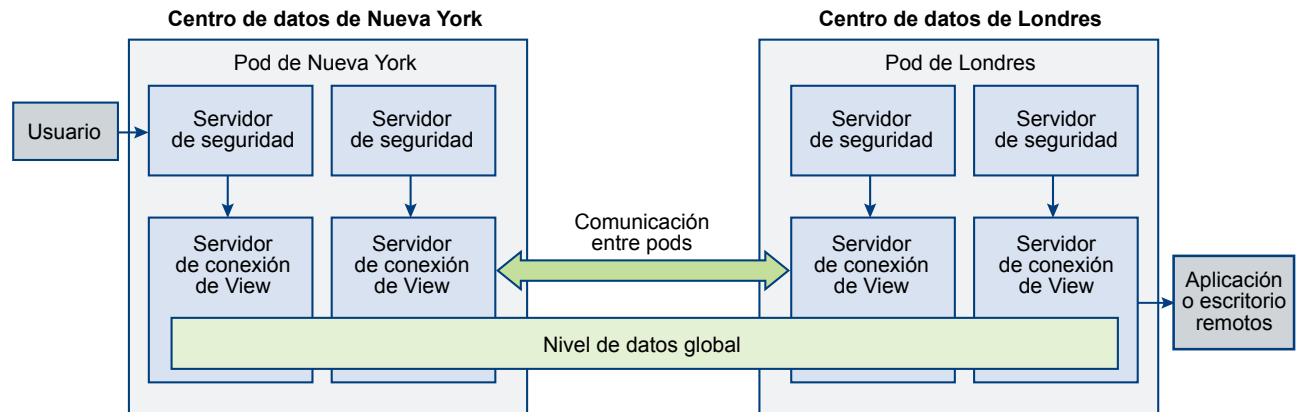 Centro de datos de Nueva York
Centro de datos de Londres
Pod de Nueva York
Pod de Londres
Usuario
Servidor
de seguridad
Servidor
de seguridad
Servidor
de seguridad
Servidor
de seguridad
Servidor
de conexión
de View
Servidor
de conexión
de View
Comunicación
entre pods
Servidor
de conexión
de View
Servidor
de conexión
de View
Aplicación
o escritorio
remotos
Nivel de datos global